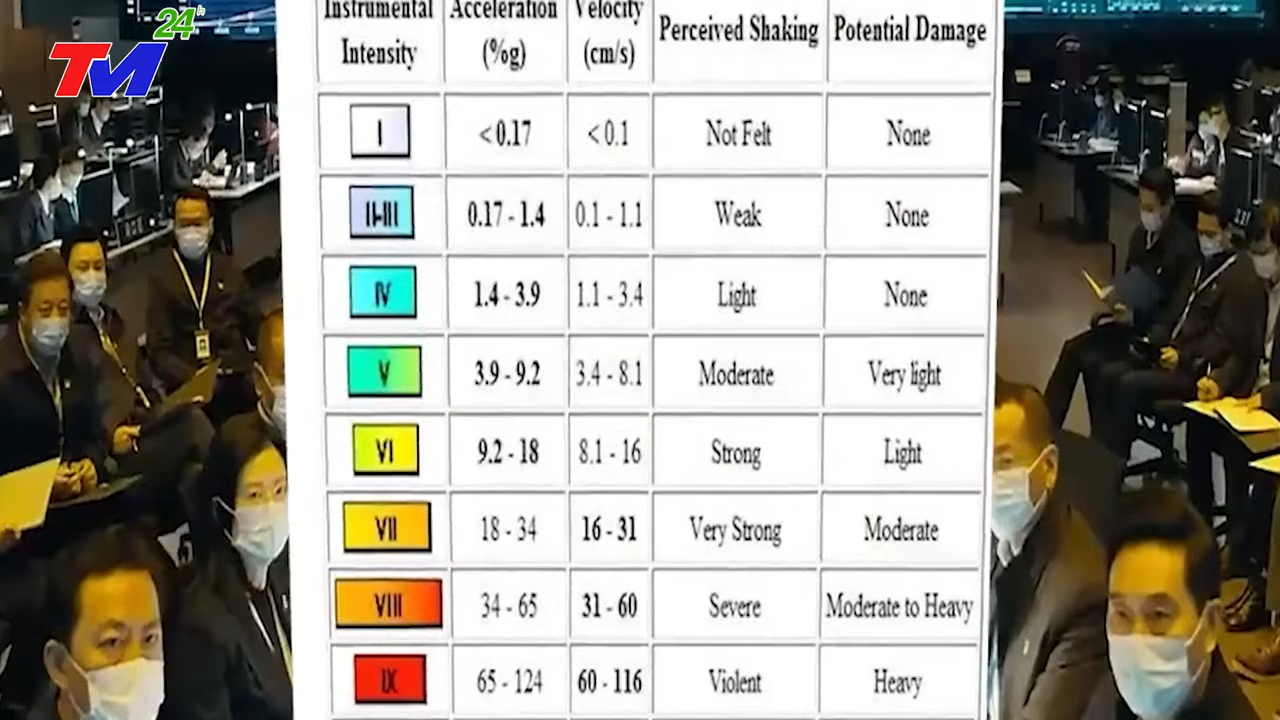 24h
TM
Instrumental Intensity | Acceleration (%g) | Velocity (cm/s) | Perceived Shaking | Potential Damage
I | <0.17 | <0.1 | Not Felt | None
II-III | 0.17 - 1.4 | 0.1 - 1.1 | Weak | None
IV | 1.4 - 3.9 | 1.1 - 3.4 | Light | None
V | 3.9 - 9.2 | 3.4 - 8.1 | Moderate | Very light
VI | 9.2 - 18 | 8.1 - 16 | Strong | Light
VII | 18 - 34 | 16 - 31 | Very Strong | Moderate
VIII | 34 - 65 | 31 - 60 | Severe | Moderate to Heavy
IX | 65 - 124 | 60 - 116 | Violent | Heavy